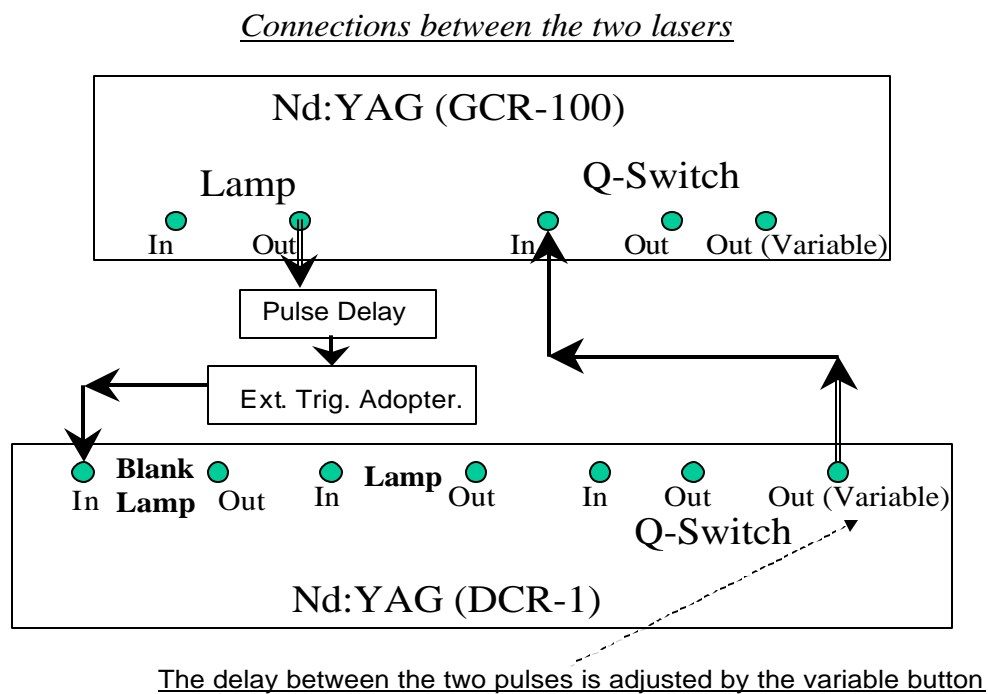 Connections between the two lasers
Nd:YAG (GCR-100)
Lamp
Q-Switch
In
Out
In
Out
Out (Variable)
Pulse Delay
Ext. Trig. Adopter.
Blank
Lamp
In
Out
In
Lamp
Out
In
Out
Out (Variable)
Q-Switch
Nd:YAG (DCR-1)
The delay between the two pulses is adjusted by the variable button